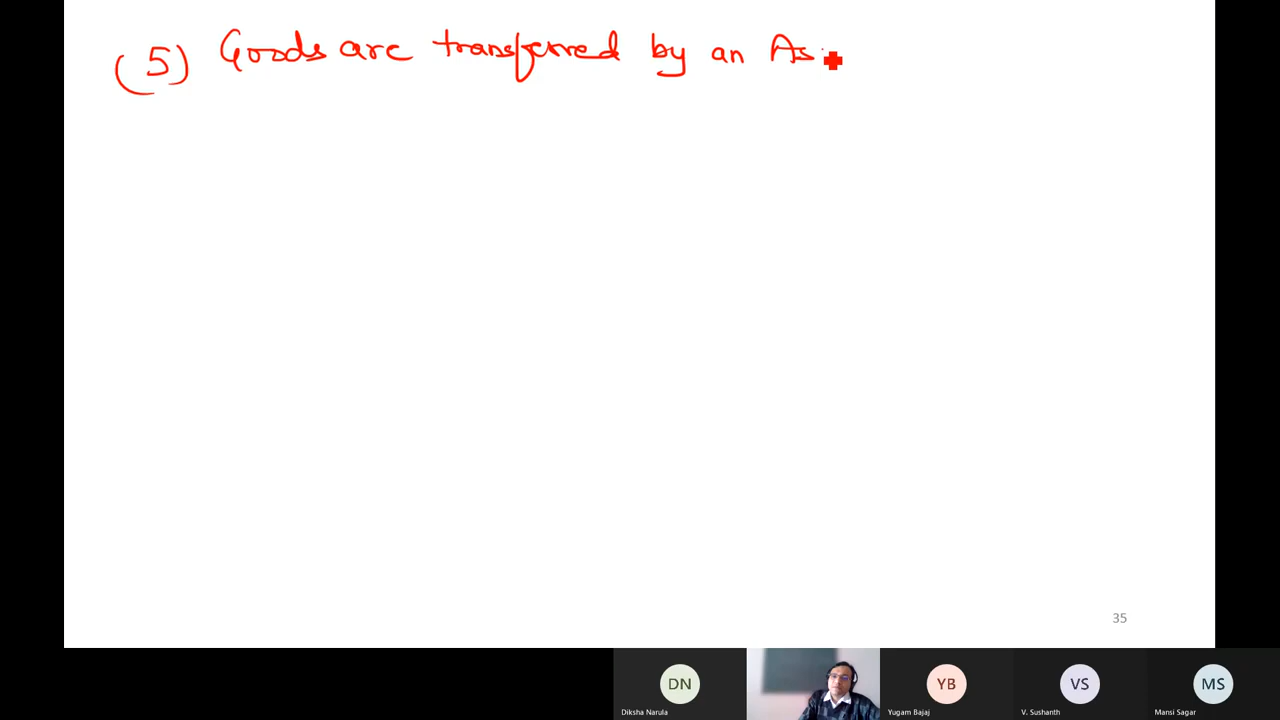 (5) Goods are transferred by an As
35
DN
YB
VS
MS
Diksha Narula
Yugam Bajaj
V. Sushanth
Mansi Sagar